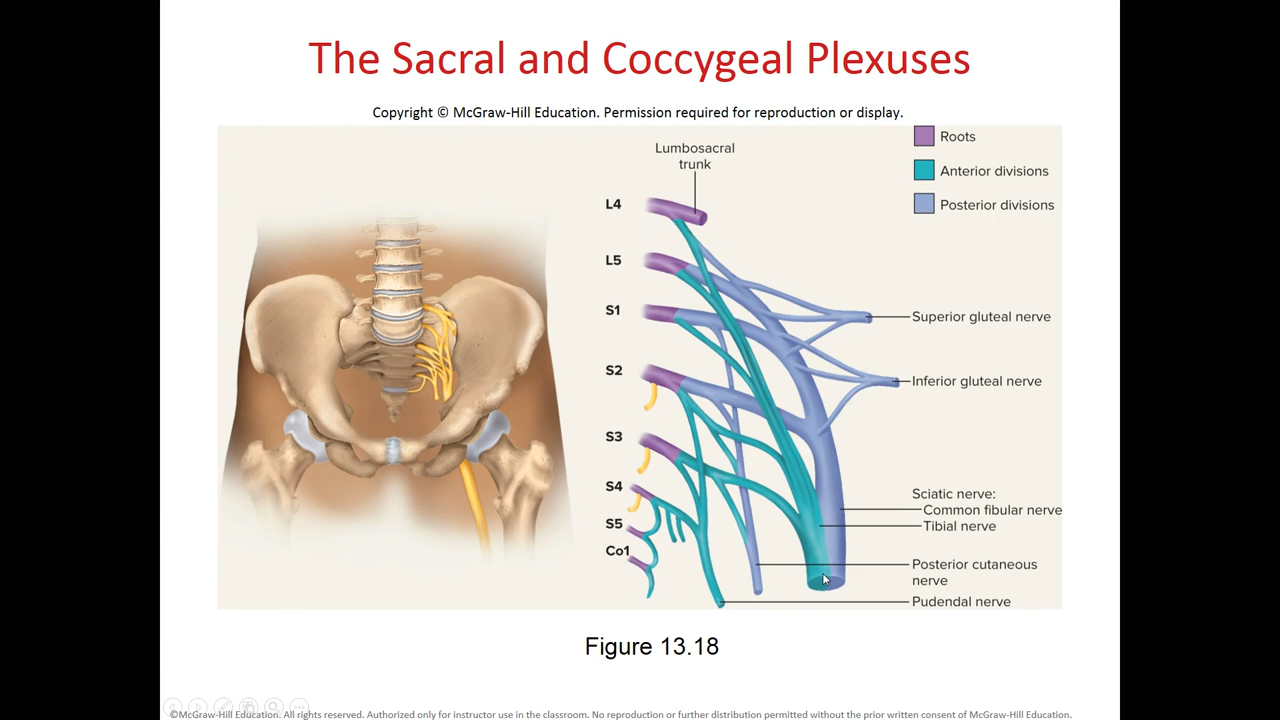 The Sacral and Coccygeal Plexuses
Copyright © McGraw-Hill Education. Permission required for reproduction or display.
Roots
Anterior divisions
Posterior divisions
Lumbosacral
trunk
L4
L5
S1
S2
S3
S4
S5
Co1
Superior gluteal nerve
Inferior gluteal nerve
Sciatic nerve:
Common fibular nerve
Tibial nerve
Posterior cutaneous
nerve
Pudendal nerve
Figure 13.18
©McGraw-Hill Education. All rights reserved. Authorized only for instructor use in the classroom. No reproduction or further distribution permitted without the prior written consent of McGraw-Hill Education.